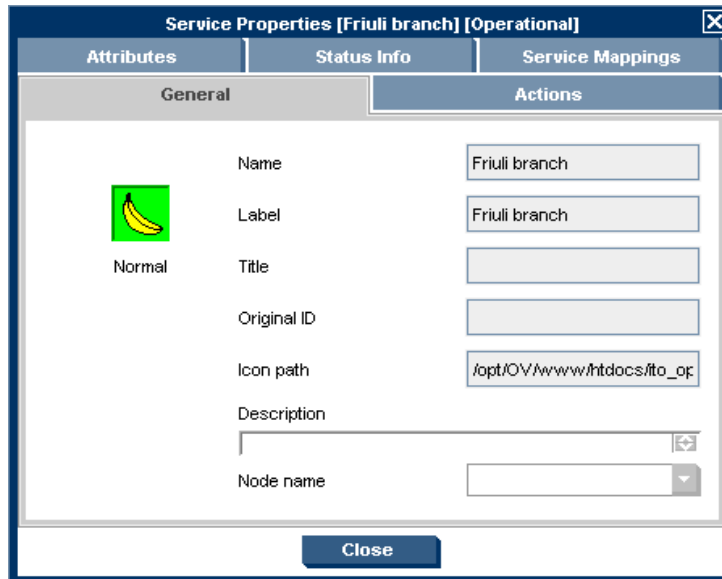 Service Properties [Friuli branch] [Operational]
Attributes Status Info Service Mappings
General Actions
Name Friuli branch
Label Friuli branch
Normal Title
Original ID
Icon path /opt/OV/www/htdocs/ito_op
Description
Node name
Close